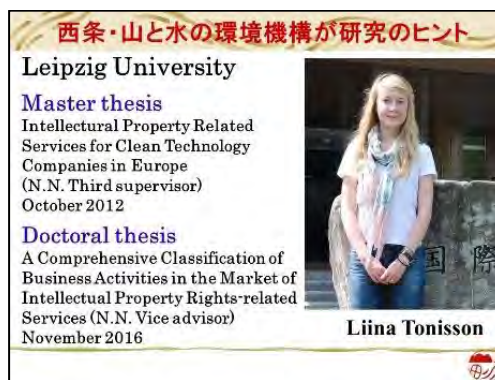 西条・山と水の環境機構が研究のヒント
Leipzig University
Master thesis
Intellectural Property Related
Services for Clean Technology
Companies in Europe
(N.N. Third supervisor)
October 2012
Doctoral thesis
A Comprehensive Classification of
Business Activities in the Market of
Intellectual Property Rights-related
Services (N.N. Vice advisor)
November 2016
国際
Liina Tonisson